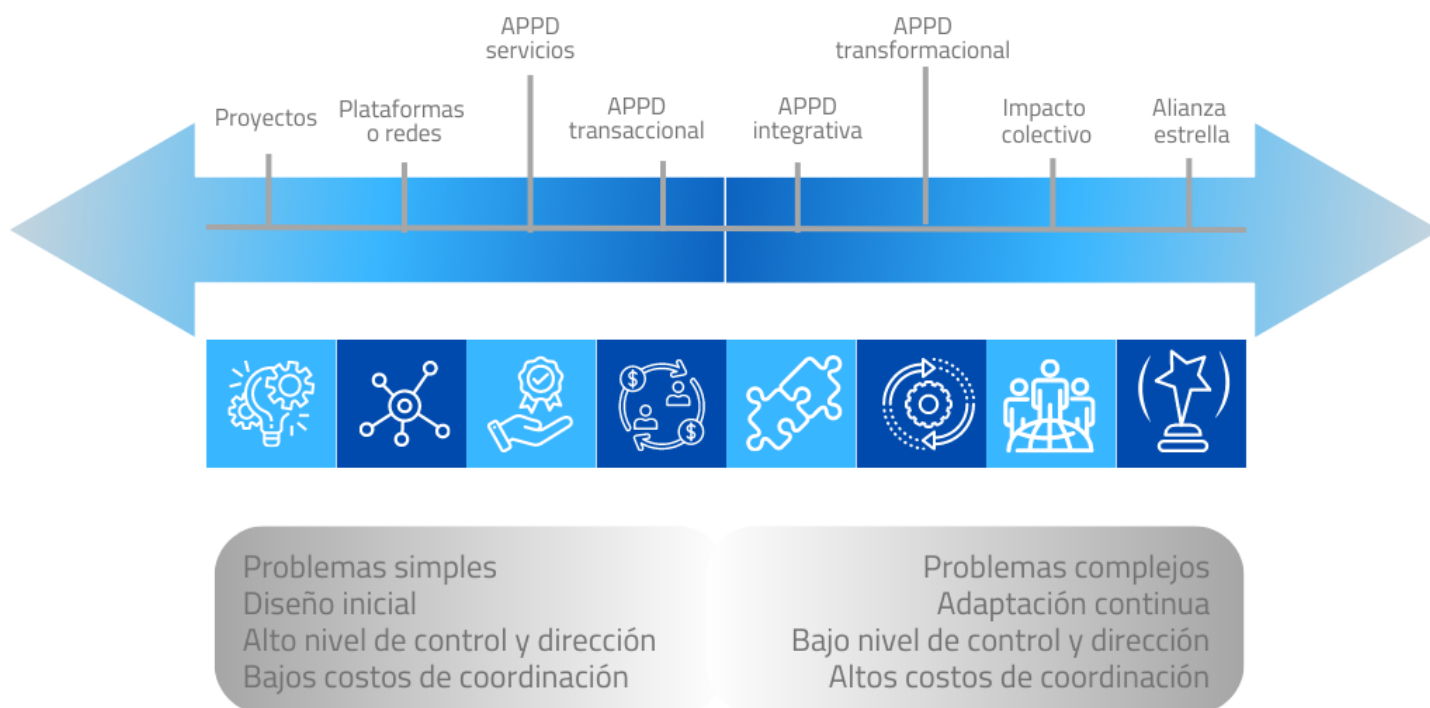 Proyectos
Plataformas
o redes
APPD
servicios
APPD
transaccional
APPD
integrativa
APPD
transformacional
Impacto
colectivo
Alianza
estrella
$
$
Problemas simples
Diseño inicial
Alto nivel de control y dirección
Bajos costos de coordinación
Problemas complejos
Adaptación continua
Bajo nivel de control y dirección
Altos costos de coordinación